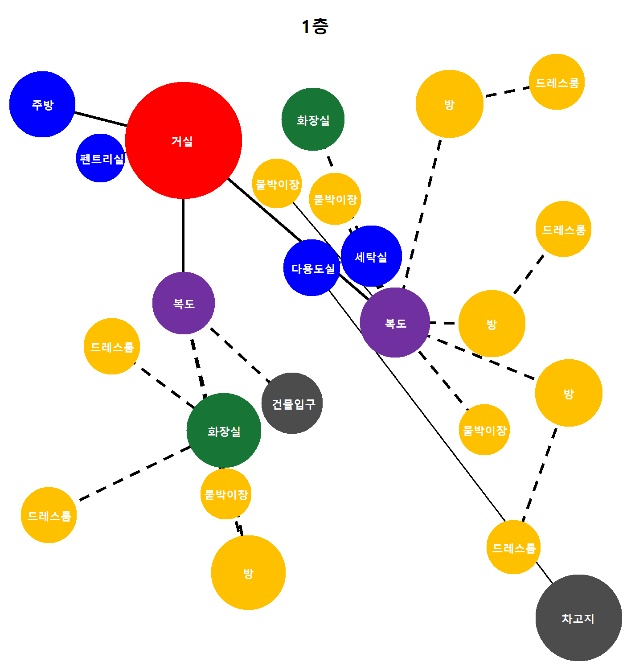 1층
주방
거실
펜트리실
화장실
방
드레스룸
붙박이장
붙박이장
드레스룸
다용도실
세탁실
복도
복도
방
드레스룸
건물입구
방
화장실
붙박이장
붙박이장
드레스룸
드레스룸
방
차고지